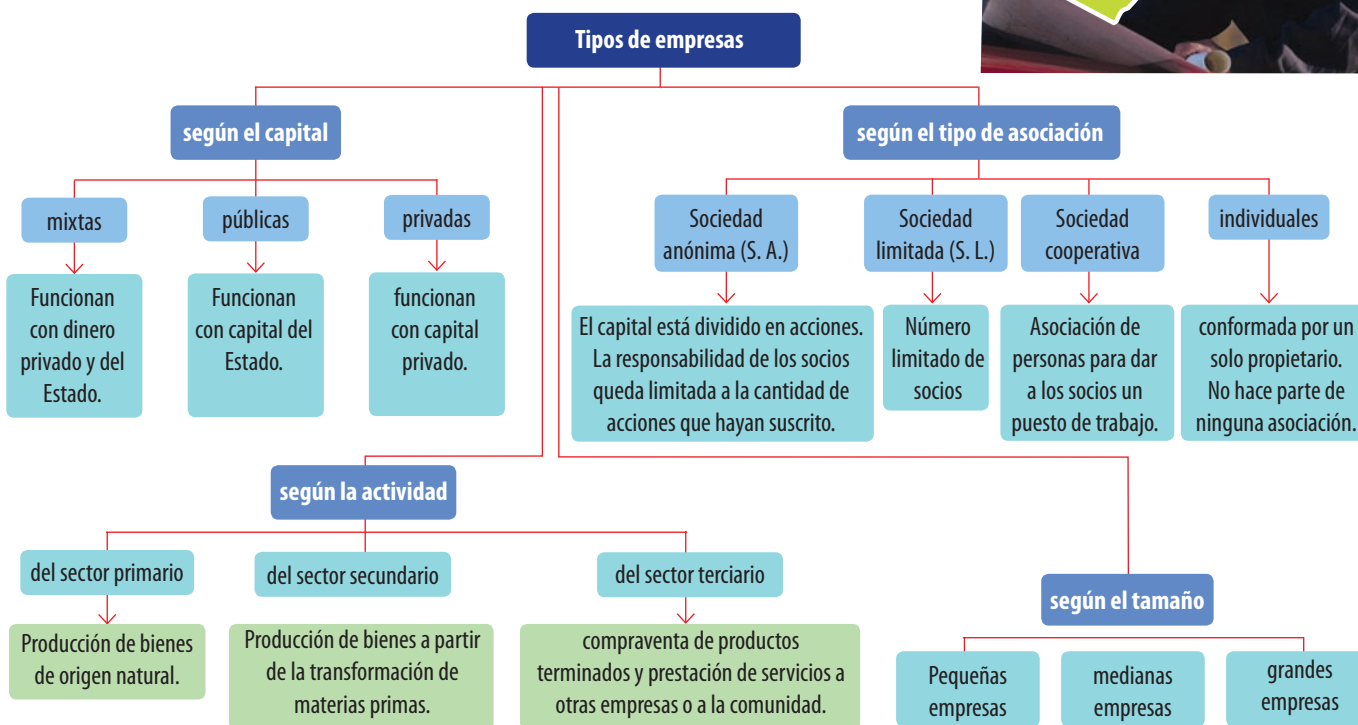 Tipos de empresas
según el capital
mixtas
Funcionan
con dinero
privado y del
Estado.
públicas
Funcionan
con capital del
Estado.
privadas
funcionan
con capital
privado.
según el tipo de asociación
Sociedad
anónima (S. A.)
El capital está dividido en acciones.
La responsabilidad de los socios
queda limitada a la cantidad de
acciones que hayan suscrito.
Sociedad
limitada (S. L.)
Número
limitado de
socios
Sociedad
cooperativa
Asociación de
personas para dar
a los socios un
puesto de trabajo.
individuales
conformada por un
solo propietario.
No hace parte de
ninguna asociación.
según la actividad
del sector primario
Producción de bienes
de origen natural.
del sector secundario
Producción de bienes a partir
de la transformación de
materias primas.
del sector terciario
compraventa de productos
terminados y prestación de servicios a
otras empresas o a la comunidad.
según el tamaño
Pequeñas
empresas
medianas
empresas
grandes
empresas